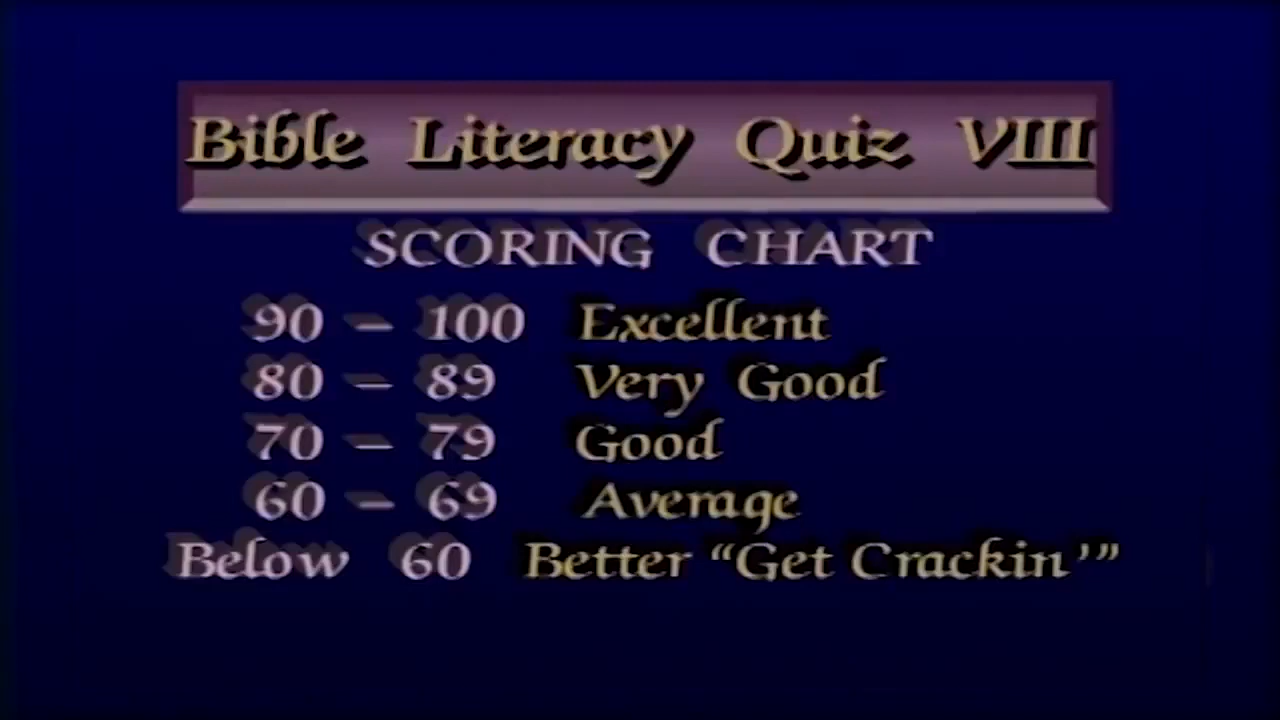 Bible Literacy Quiz VIII
SCORING CHART
90 – 100 Excellent
80 – 89 Very Good
70 – 79 Good
60 – 69 Average
Below 60 Better “Get Crackin’”